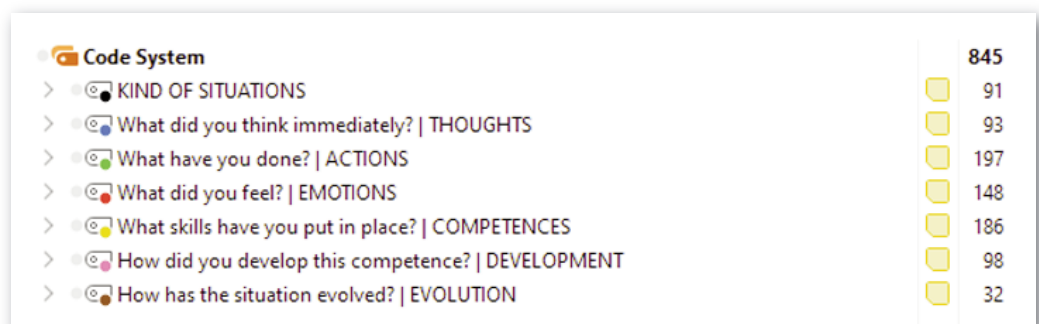 Code System 845
KIND OF SITUATIONS 91
What did you think immediately? | THOUGHTS 93
What have you done? | ACTIONS 197
What did you feel? | EMOTIONS 148
What skills have you put in place? | COMPETENCES 186
How did you develop this competence? | DEVELOPMENT 98
How has the situation evolved? | EVOLUTION 32